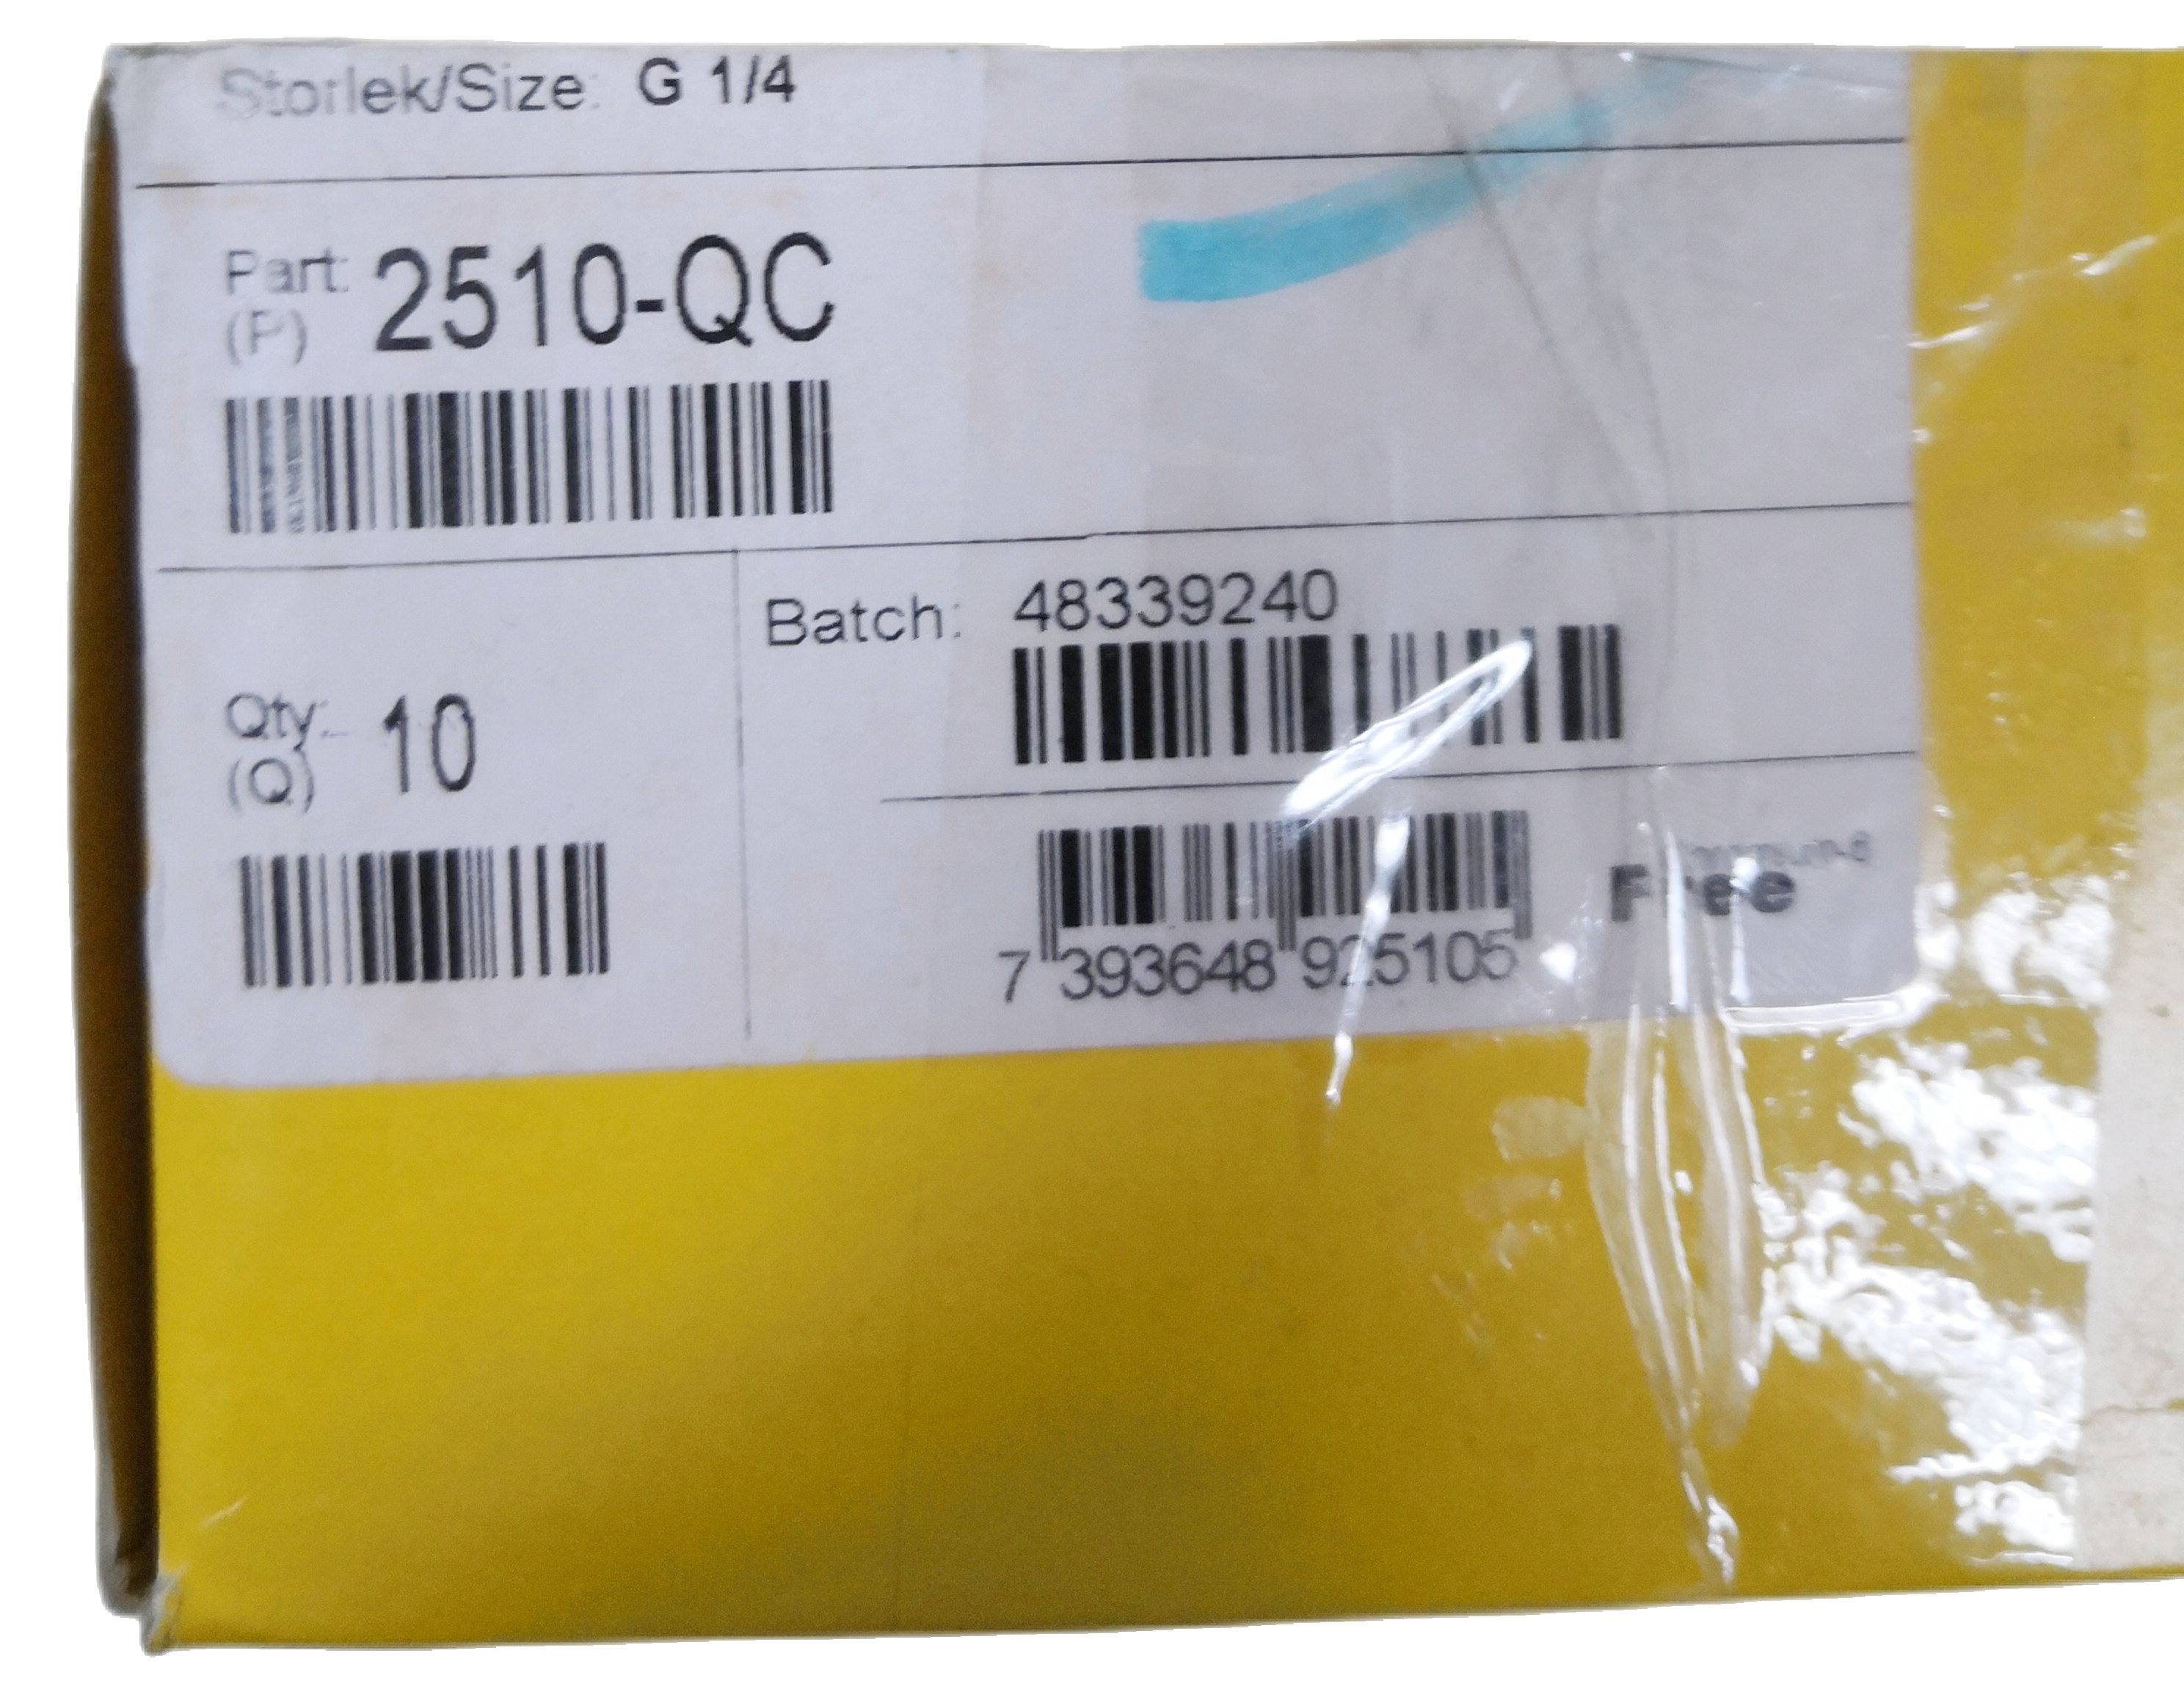 Storlek/Size: G 1/4
Part: 2510-QC
(P)
Batch: 48339240
Qty: 10
(Q)
7 393648 925105
Free